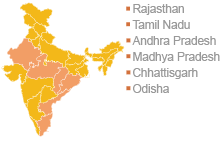 Rajasthan
Tamil Nadu
Andhra Pradesh
Madhya Pradesh
Chhattisgarh
Odisha